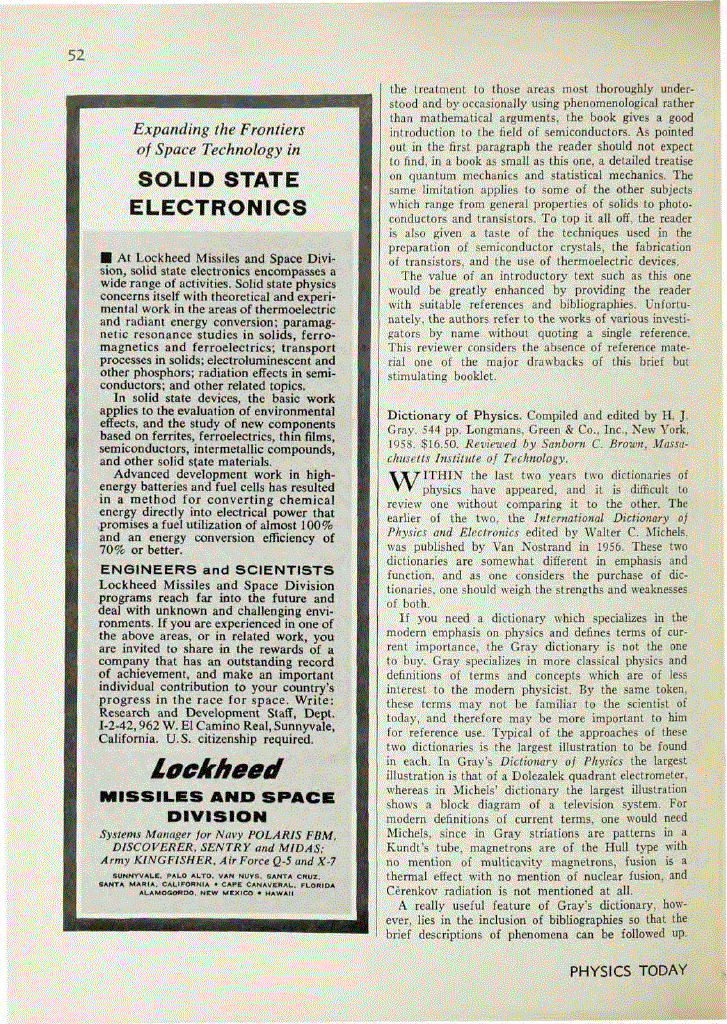 52
Expanding the Frontiers
of Space Technology in
SOLID STATE
ELECTRONICS
■ At Lockheed Missiles and Space Divi-
sion, solid state electronics encompasses a
wide range of activities. Solid state physics
concerns itself with theoretical and experi-
mental work in the areas of thermoelectric
and radiant energy conversion; paramag-
netic resonance studies in solids, ferro-
magnetics and ferroelectrics; transport
processes in solids; electroluminescent and
other phosphors; radiation effects in semi-
conductors; and other related topics.
In solid state devices, the basic work
applies to the evaluation of environmental
effects, and the study of new components
based on ferrites, ferroelectrics, thin films,
semiconductors, intermetallic compounds,
and other solid state materials.
Advanced development work in high-
energy batteries and fuel cells has resulted
in a method for converting chemical
energy directly into electrical power that
promises a fuel utilization of almost 100%
and an energy conversion efficiency of
70% or better.
ENGINEERS and SCIENTISTS
Lockheed Missiles and Space Division
programs reach far into the future and
deal with unknown and challenging envi-
ronments. If you are experienced in one of
the above areas, or in related work, you
are invited to share in the rewards of a
company that has an outstanding record
of achievement, and make an important
individual contribution to your country's
progress in the race for space. Write:
Research and Development Staff, Dept.
I-2-42, 962 W. El Camino Real, Sunnyvale,
California. U.S. citizenship required.
Lockheed
MISSILES AND SPACE
DIVISION
Systems Manager for Navy POLARIS FBM,
DISCOVERER, SENTRY and MIDAS;
Army KINGFISHER, Air Force Q-5 and X-7
SUNNYVALE, PALO ALTO, VAN NUYS, SANTA CRUZ,
SANTA MARIA, CALIFORNIA • CAPE CANAVERAL, FLORIDA
ALAMOGORDO, NEW MEXICO • HAWAII
the treatment to those areas most thoroughly under-
stood and by occasionally using phenomenological rather
than mathematical arguments, the book gives a good
introduction to the field of semiconductors. As pointed
out in the first paragraph the reader should not expect
to find, in a book as small as this one, a detailed treatise
on quantum mechanics and statistical mechanics. The
same limitation applies to some of the other subjects
which range from general properties of solids to photo-
conductors and transistors. To top it all off, the reader
is also given a taste of the techniques used in the
preparation of semiconductor crystals, the fabrication
of transistors, and the use of thermoelectric devices.
The value of an introductory text such as this one
would be greatly enhanced by providing the reader
with suitable references and bibliographies. Unfortu-
nately, the authors refer to the works of various investi-
gators by name without quoting a single reference.
This reviewer considers the absence of reference mate-
rial one of the major drawbacks of this brief but
stimulating booklet.
Dictionary of Physics. Compiled and edited by H. J.
Gray. 544 pp. Longmans, Green & Co., Inc., New York,
1958. $16.50. Reviewed by Sanborn C. Brown, Massa-
chusetts Institute of Technology.
WITHIN the last two years two dictionaries of
physics have appeared, and it is difficult to
review one without comparing it to the other. The
earlier of the two, the International Dictionary of
Physics and Electronics edited by Walter C. Michels,
was published by Van Nostrand in 1956. These two
dictionaries are somewhat different in emphasis and
function, and as one considers the purchase of dic-
tionaries, one should weigh the strengths and weaknesses
of both.
If you need a dictionary which specializes in the
modern emphasis on physics and defines terms of cur-
rent importance, the Gray dictionary is not the one
to buy. Gray specializes in more classical physics and
definitions of terms and concepts which are of less
interest to the modern physicist. By the same token,
these terms may not be familiar to the scientist of
today, and therefore may be more important to him
for reference use. Typical of the approaches of these
two dictionaries is the largest illustration to be found
in each. In Gray's Dictionary of Physics the largest
illustration is that of a Dolezalek quadrant electrometer,
whereas in Michels' dictionary the largest illustration
shows a block diagram of a television system. For
modern definitions of current terms, one would need
Michels, since in Gray striations are patterns in a
Kundt's tube, magnetrons are of the Hull type with
no mention of multicavity magnetrons, fusion is a
thermal effect with no mention of nuclear fusion, and
Cěrenkov radiation is not mentioned at all.
A really useful feature of Gray's dictionary, how-
ever, lies in the inclusion of bibliographies so that the
brief descriptions of phenomena can be followed up.
PHYSICS TODAY